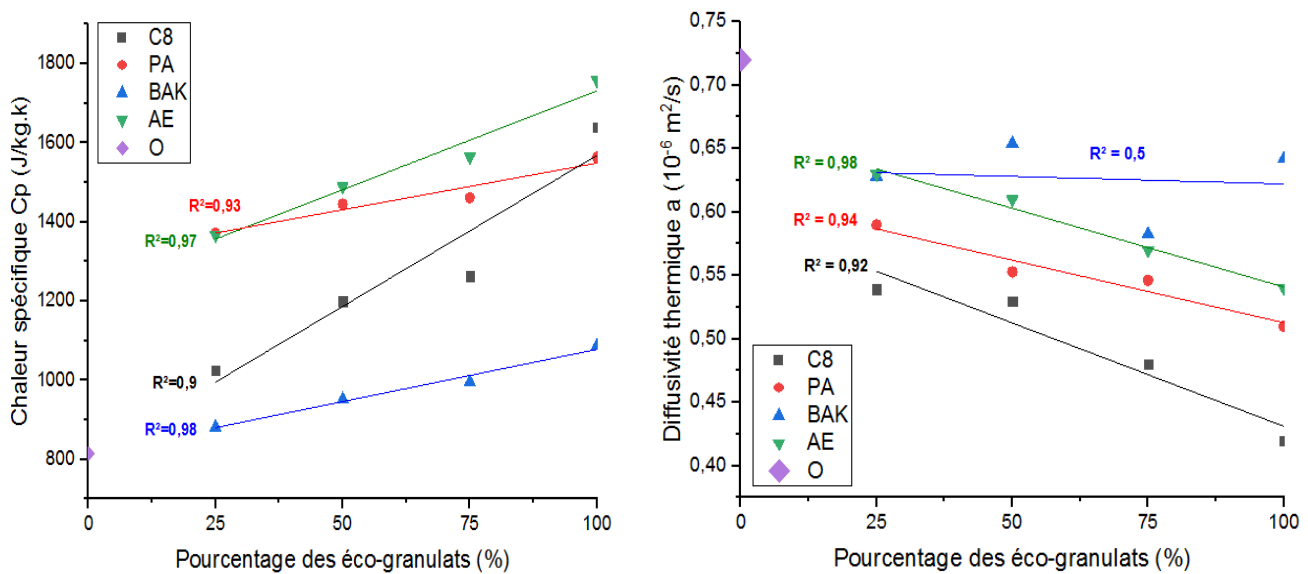 Chaleur spécifique Cp (J/kg.k)
1800
1600
1400
1200
1000
800
C8
PA
BAK
AE
O
R²=0,93
R²=0,97
R²=0,9
R²=0,98
0
25
50
75
100
Pourcentage des éco-granulats (%)
Diffusivité thermique a (10⁻⁶ m²/s)
0,75
0,70
0,65
0,60
0,55
0,50
0,45
0,40
R² = 0,5
R² = 0,98
R² = 0,94
R² = 0,92
C8
PA
BAK
AE
O
0
25
50
75
100
Pourcentage des éco-granulats (%)